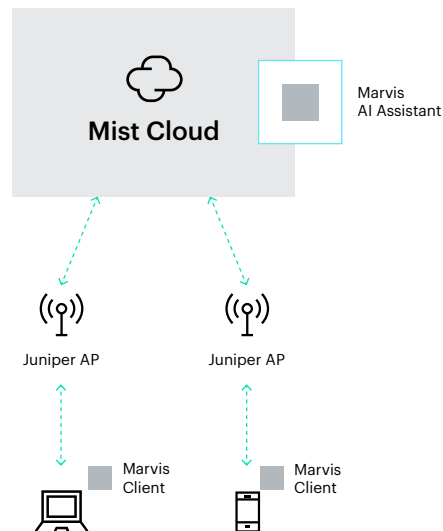 Mist Cloud
Marvis
AI Assistant
Juniper AP
Juniper AP
Marvis
Client
Marvis
Client